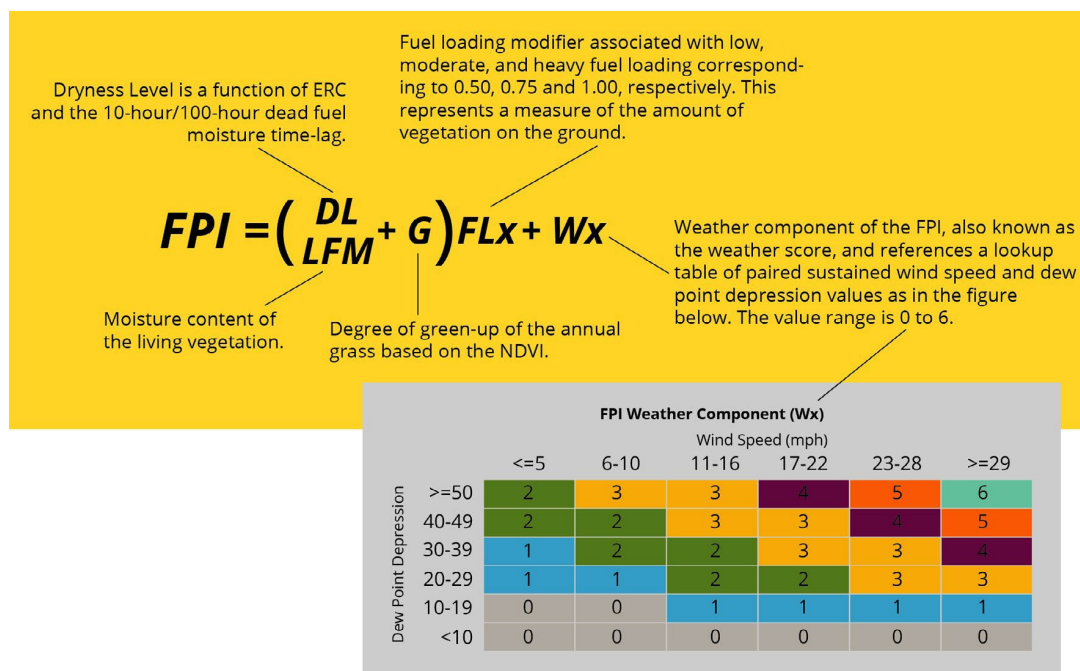 Fuel loading modifier associated with low,
moderate, and heavy fuel loading correspond-
ing to 0.50, 0.75 and 1.00, respectively. This
represents a measure of the amount of
vegetation on the ground.
Dryness Level is a function of ERC
and the 10-hour/100-hour dead fuel
moisture time-lag.
FPI = ( DL
LFM + G ) FLx + Wx
Weather component of the FPI, also known as
the weather score, and references a lookup
table of paired sustained wind speed and dew
point depression values as in the figure
below. The value range is 0 to 6.
Moisture content of
the living vegetation.
Degree of green-up of the annual
grass based on the NDVI.
FPI Weather Component (Wx)
Wind Speed (mph)
<=5 6-10 11-16 17-22 23-28 >=29
Dew Point Depression
>=50 2 3 3 4 5 6
40-49 2 2 3 3 4 5
30-39 1 2 2 3 3 4
20-29 1 1 2 2 3 3
10-19 0 0 1 1 1 1
<10 0 0 0 0 0 0